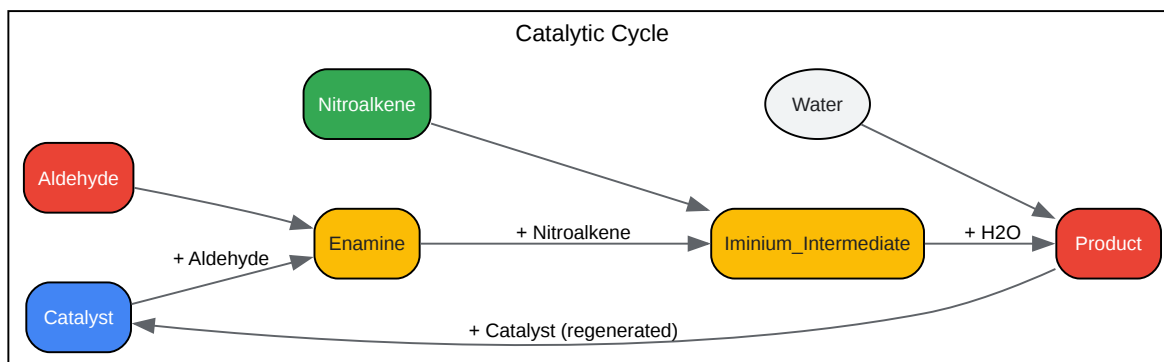 Catalytic Cycle
Nitroalkene
Water
Aldehyde
+ Nitroalkene
+ H2O
Enamine
Iminium_Intermediate
Product
+ Aldehyde
Catalyst
+ Catalyst (regenerated)